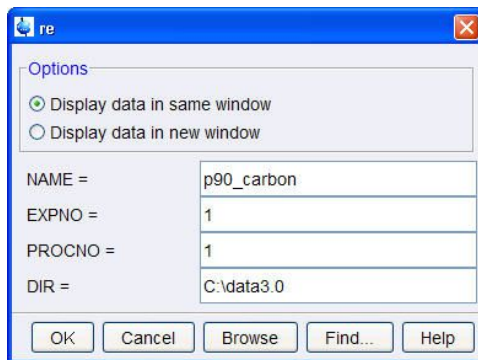 re
Options
Display data in same window
Display data in new window
NAME = p90_carbon
EXPNO = 1
PROCNO = 1
DIR = C:\data3.0
OK Cancel Browse Find... Help